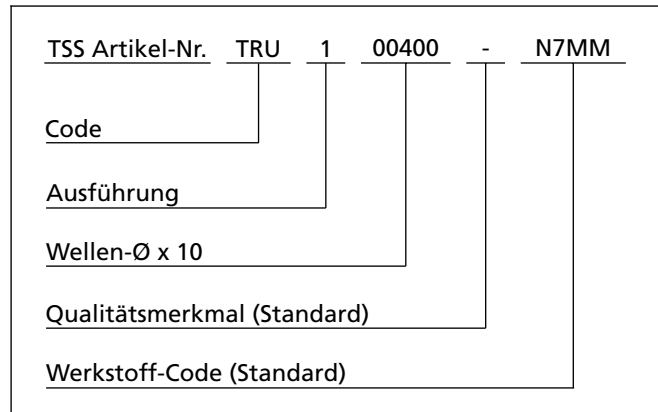 TSS Artikel-Nr. TRU 1 00400 - N7MM
Code
Ausführung
Wellen-Ø x 10
Qualitätsmerkmal (Standard)
Werkstoff-Code (Standard)